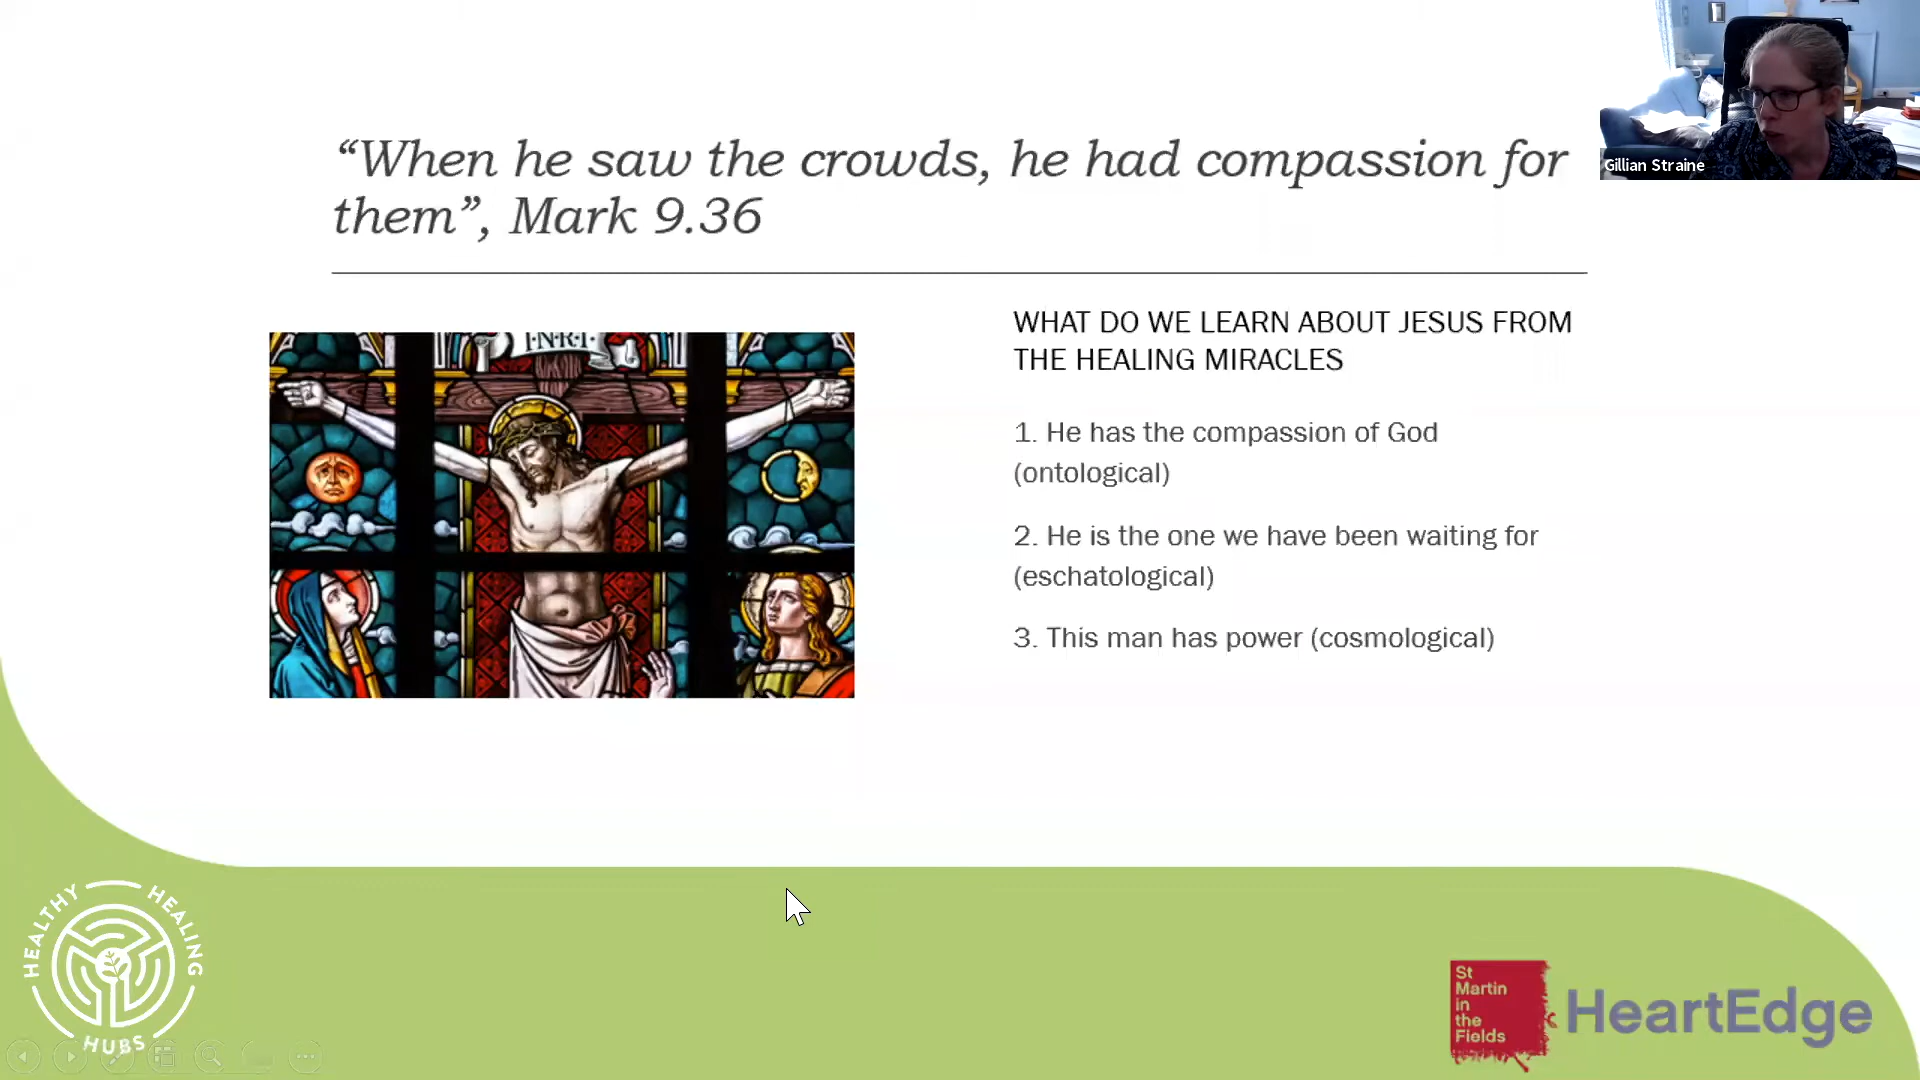 “When he saw the crowds, he had compassion for
them”, Mark 9.36
Gillian Straine
I·N·R·I·
WHAT DO WE LEARN ABOUT JESUS FROM
THE HEALING MIRACLES
1. He has the compassion of God
(ontological)
2. He is the one we have been waiting for
(eschatological)
3. This man has power (cosmological)
HEALTHY HEALING
HUBS
St
Martin
in
the
Fields
HeartEdge